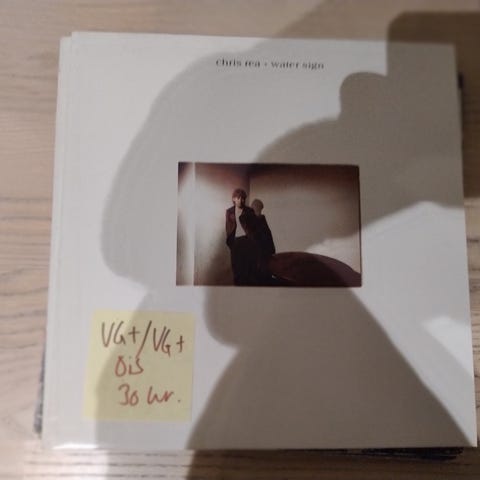 chris rea • water sign
VG+/VG+
OiS
30 kr.